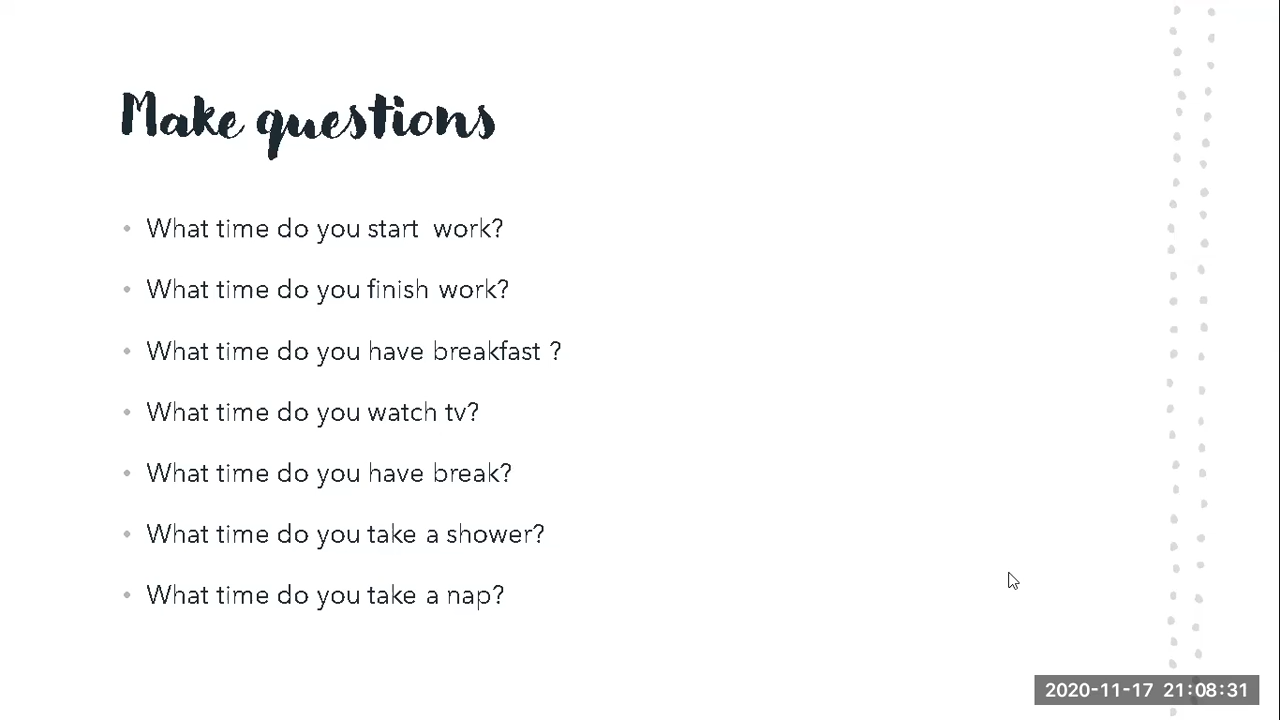 Make questions
• What time do you start  work?
• What time do you finish work?
• What time do you have breakfast ?
• What time do you watch tv?
• What time do you have break?
• What time do you take a shower?
• What time do you take a nap?
2020-11-17 21:08:31